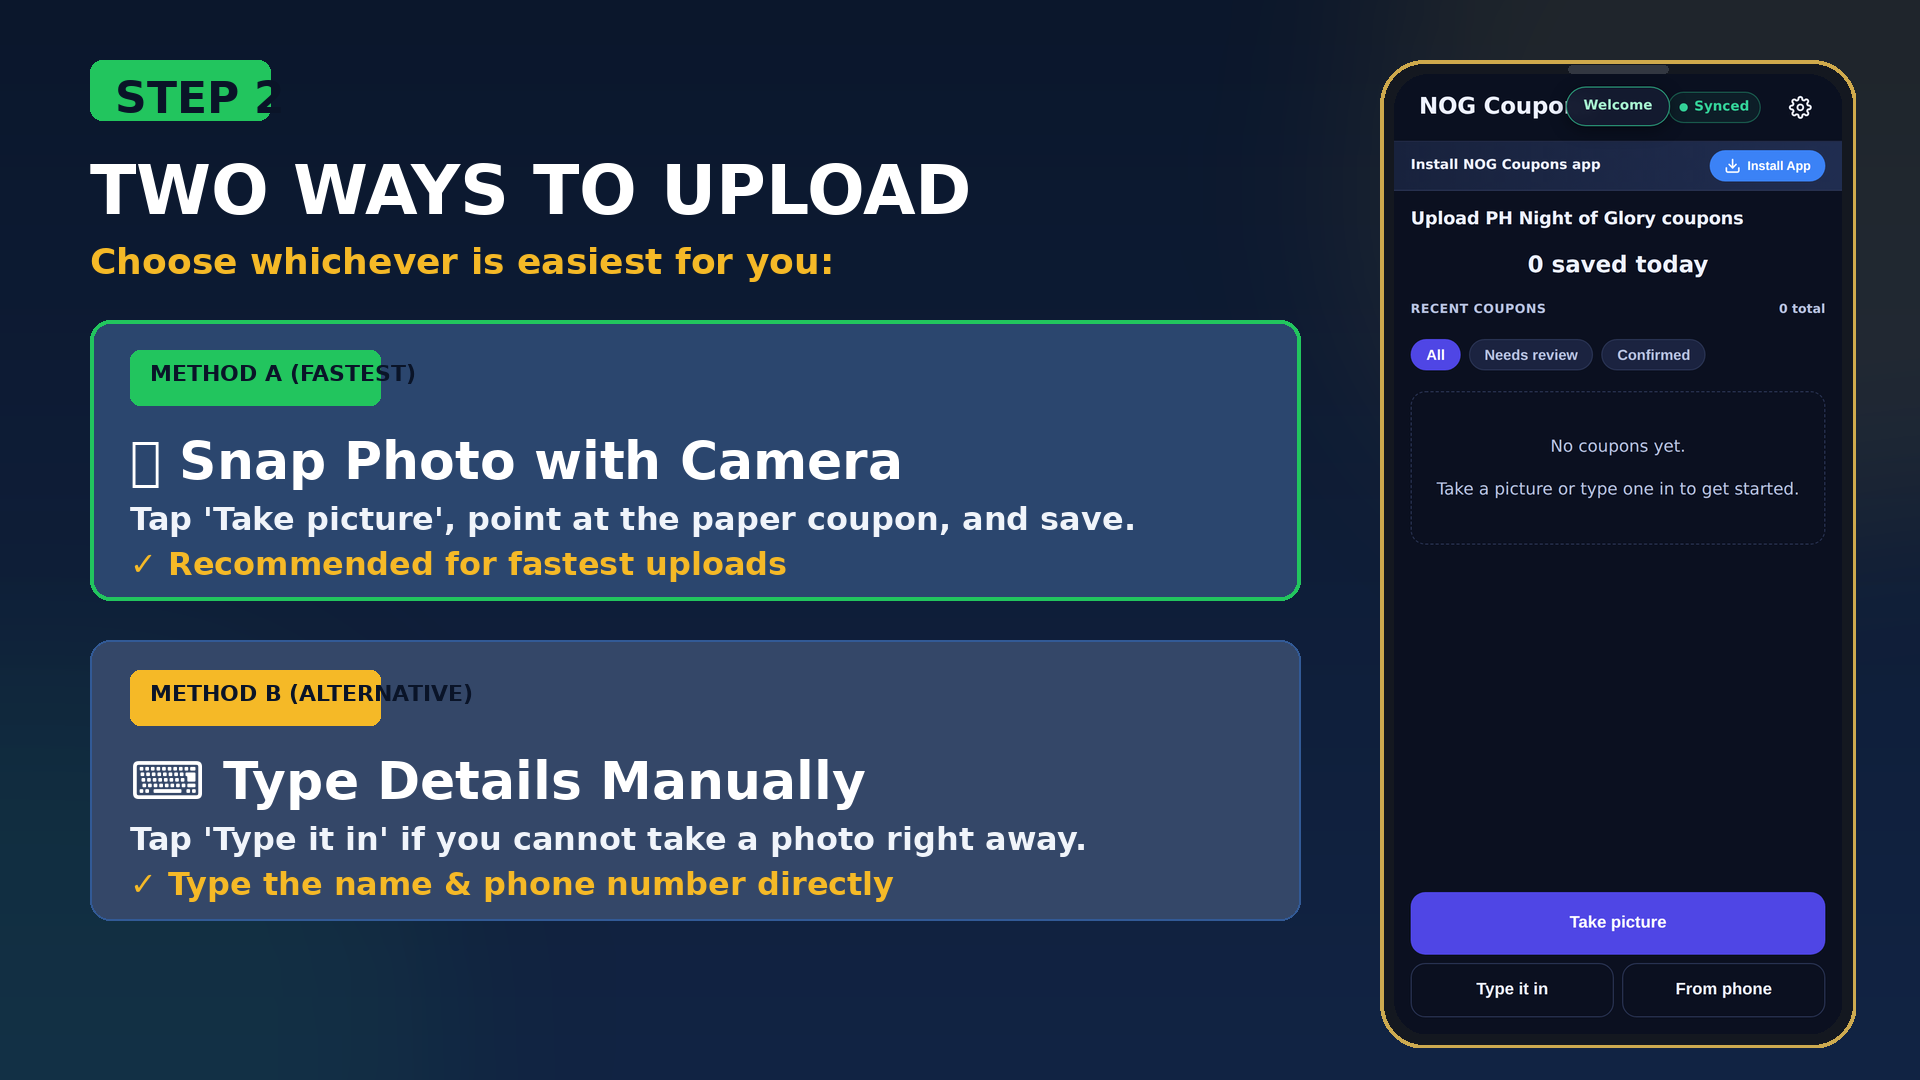 STEP 2
TWO WAYS TO UPLOAD
Choose whichever is easiest for you:
METHOD A (FASTEST)
Snap Photo with Camera
Tap 'Take picture', point at the paper coupon, and save.
✓ Recommended for fastest uploads
METHOD B (ALTERNATIVE)
⌨ Type Details Manually
Tap 'Type it in' if you cannot take a photo right away.
✓ Type the name & phone number directly
NOG Coupon
Welcome
Synced
Install NOG Coupons app
Install App
Upload PH Night of Glory coupons
0 saved today
RECENT COUPONS
0 total
All
Needs review
Confirmed
No coupons yet.
Take a picture or type one in to get started.
Take picture
Type it in
From phone